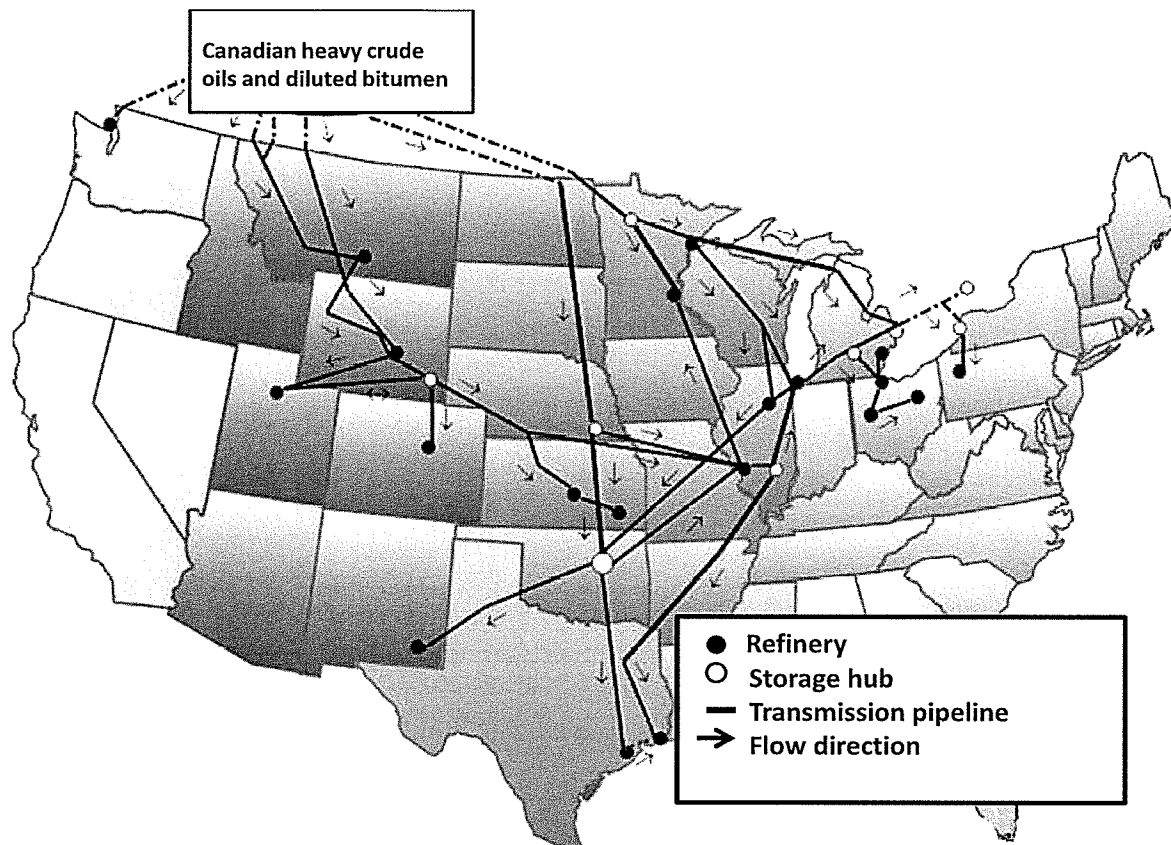 Canadian heavy crude
oils and diluted bitumen
Refinery
Storage hub
Transmission pipeline
Flow direction